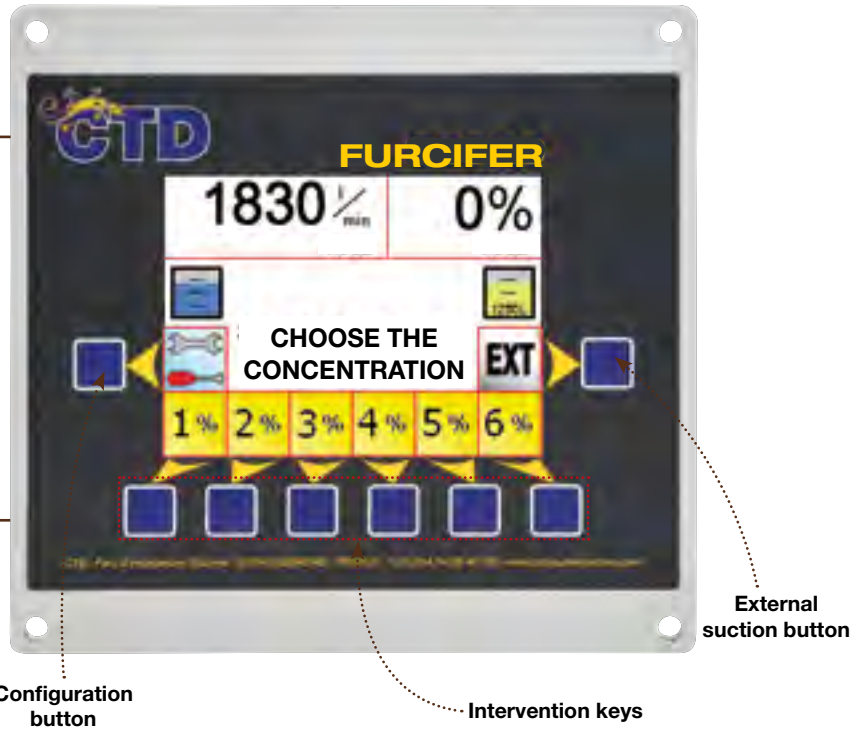 CTD
FURCIFER
1830 l/min
0%
CHOOSE THE
CONCENTRATION
EXT
1% 2% 3% 4% 5% 6%
External
suction button
Configuration
button
Intervention keys